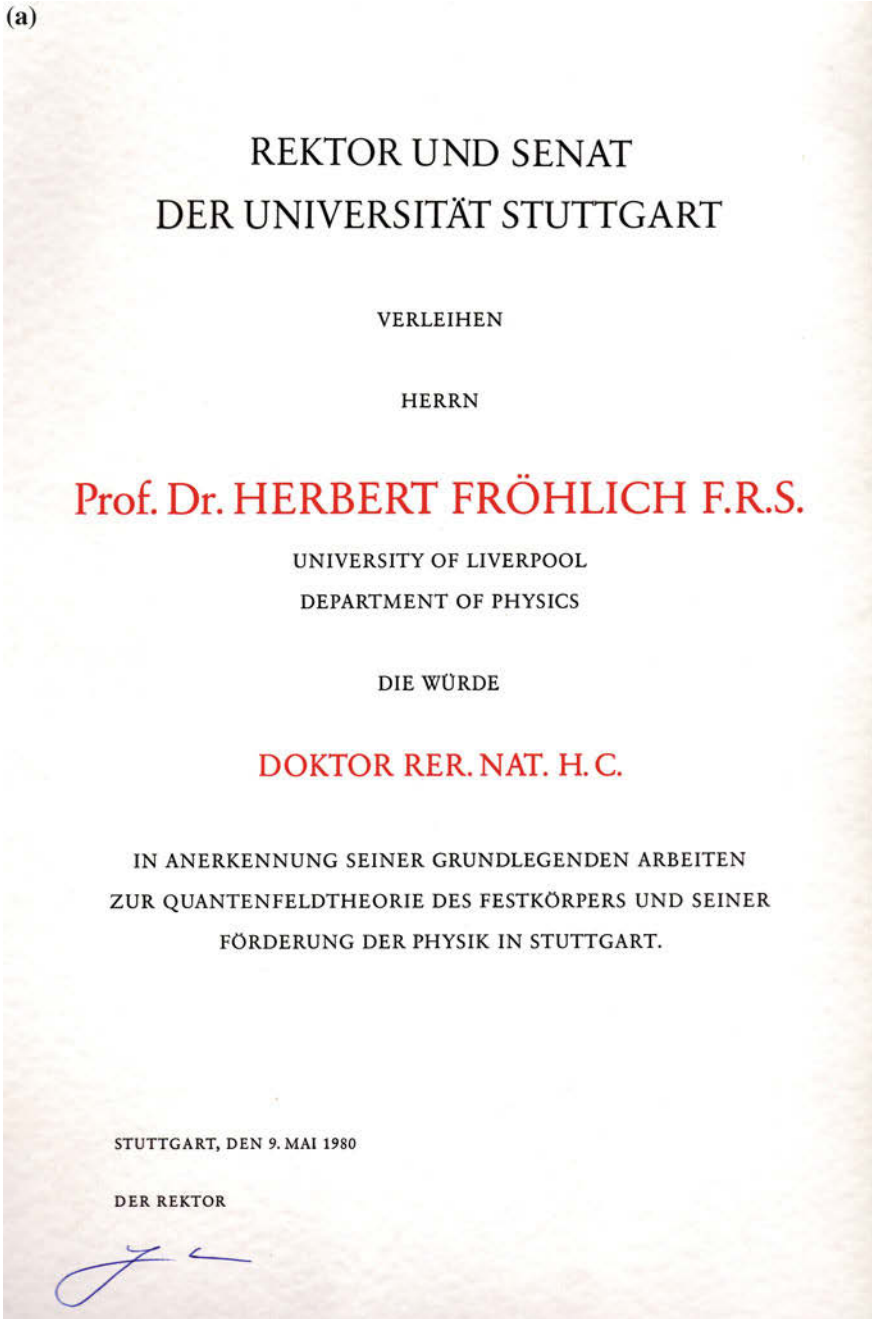 (a)
REKTOR UND SENAT
DER UNIVERSITÄT STUTTGART
VERLEIHEN
HERRN
Prof. Dr. HERBERT FRÖHLICH F.R.S.
UNIVERSITY OF LIVERPOOL
DEPARTMENT OF PHYSICS
DIE WÜRDE
DOKTOR RER. NAT. H. C.
IN ANERKENNUNG SEINER GRUNDLEGENDEN ARBEITEN
ZUR QUANTENFELDTHEORIE DES FESTKÖRPERS UND SEINER
FÖRDERUNG DER PHYSIK IN STUTTGART.
STUTTGART, DEN 9. MAI 1980
DER REKTOR